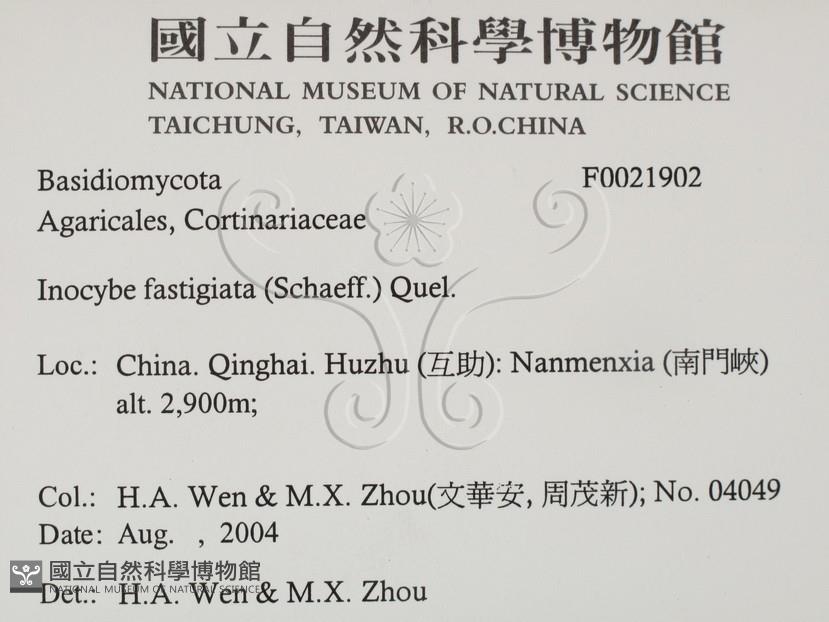 國立自然科學博物館
NATIONAL MUSEUM OF NATURAL SCIENCE
TAICHUNG, TAIWAN, R.O.CHINA
Basidiomycota F0021902
Agaricales, Cortinariaceae
Inocybe fastigiata (Schaeff.) Quel.
Loc.: China. Qinghai. Huzhu (互助): Nanmenxia (南門峽)
alt. 2,900m;
Col.: H.A. Wen & M.X. Zhou(文華安, 周茂新); No. 04049
Date: Aug. , 2004
國立自然科學博物館
NATIONAL MUSEUM OF NATURAL SCIENCE
Det.: H.A. Wen & M.X. Zhou